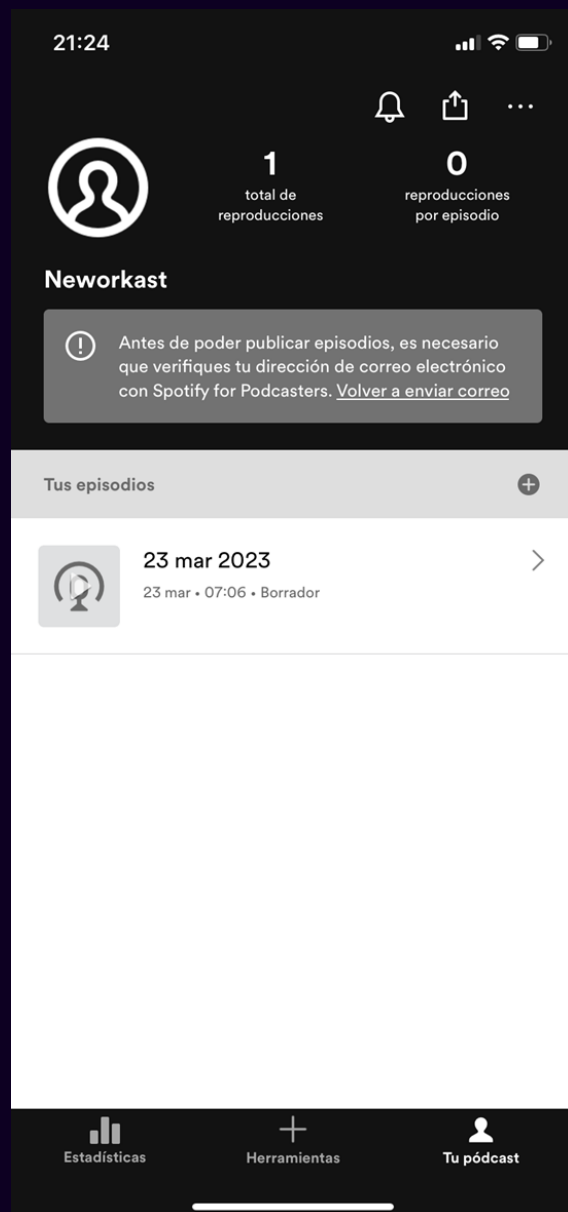 21:24
1
total de
reproducciones
0
reproducciones
por episodio
Neworkast
Antes de poder publicar episodios, es necesario
que verifiques tu dirección de correo electrónico
con Spotify for Podcasters. Volver a enviar correo
Tus episodios
23 mar 2023
23 mar • 07:06 • Borrador
Estadísticas
Herramientas
Tu pódcast